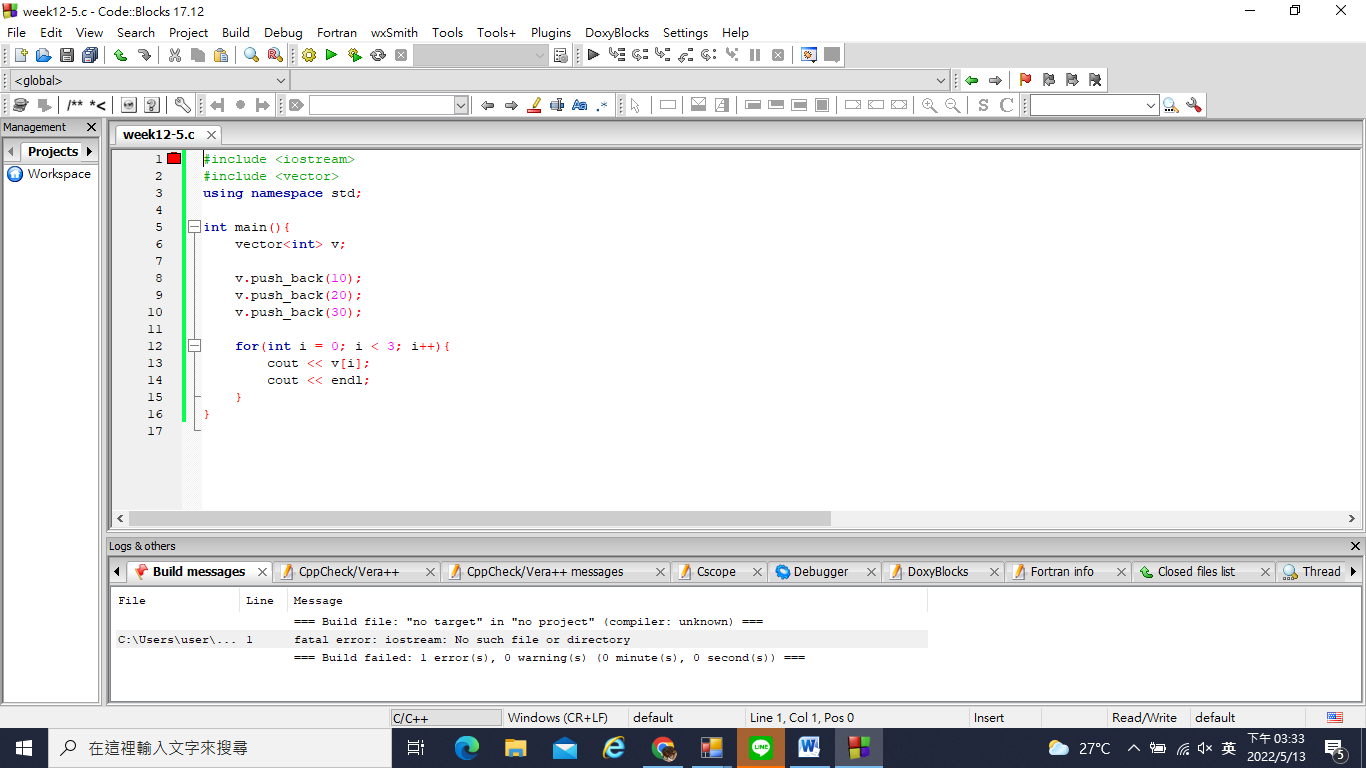 week12-5.c - Code::Blocks 17.12
File Edit View Search Project Build Debug Fortran wxSmith Tools Tools+ Plugins DoxyBlocks Settings Help
<global>
/** *<
Aa .*
S C
Management
week12-5.c
Projects
Workspace
1 #include <iostream>
2 #include <vector>
3 using namespace std;
4
5 int main(){
6 vector<int> v;
7
8 v.push_back(10);
9 v.push_back(20);
10 v.push_back(30);
11
12 for(int i = 0; i < 3; i++){
13 cout << v[i];
14 cout << endl;
15 }
16 }
17
Logs & others
Build messages CppCheck/Vera++ CppCheck/Vera++ messages Cscope Debugger DoxyBlocks Fortran info Closed files list Thread
File Line Message
=== Build file: "no target" in "no project" (compiler: unknown) ===
C:\Users\user\... 1 fatal error: iostream: No such file or directory
=== Build failed: 1 error(s), 0 warning(s) (0 minute(s), 0 second(s)) ===
C/C++ Windows (CR+LF) default Line 1, Col 1, Pos 0 Insert Read/Write default
在這裡輸入文字來搜尋
LINE
27°C
英
下午 03:33
2022/5/13
5